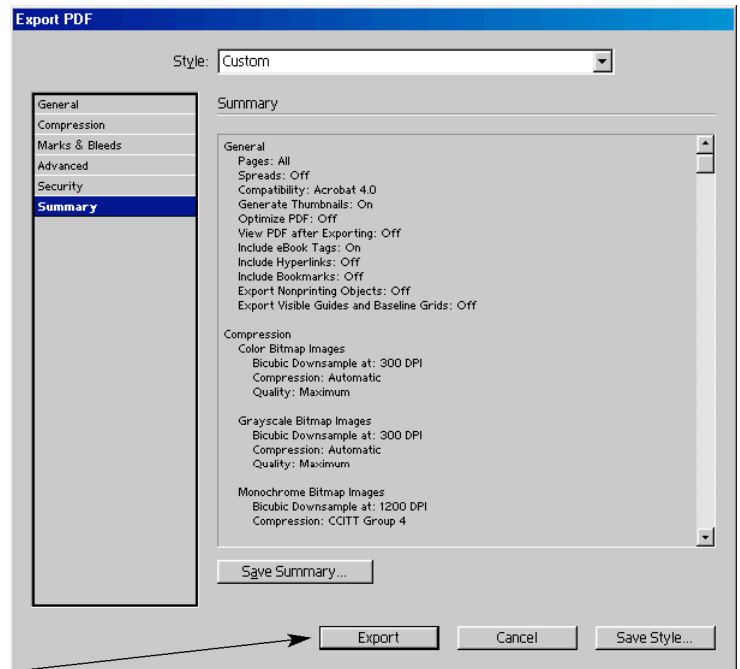 Export PDF
Style: Custom
General
Compression
Marks & Bleeds
Advanced
Security
Summary
Summary
General
Pages: All
Spreads: Off
Compatibility: Acrobat 4.0
Generate Thumbnails: On
Optimize PDF: Off
View PDF after Exporting: Off
Include eBook Tags: On
Include Hyperlinks: Off
Include Bookmarks: Off
Export Nonprinting Objects: Off
Export Visible Guides and Baseline Grids: Off
Compression
Color Bitmap Images
Bicubic Downsample at: 300 DPI
Compression: Automatic
Quality: Maximum
Grayscale Bitmap Images
Bicubic Downsample at: 300 DPI
Compression: Automatic
Quality: Maximum
Monochrome Bitmap Images
Bicubic Downsample at: 1200 DPI
Compression: CCITT Group 4
Save Summary...
Export Cancel Save Style...